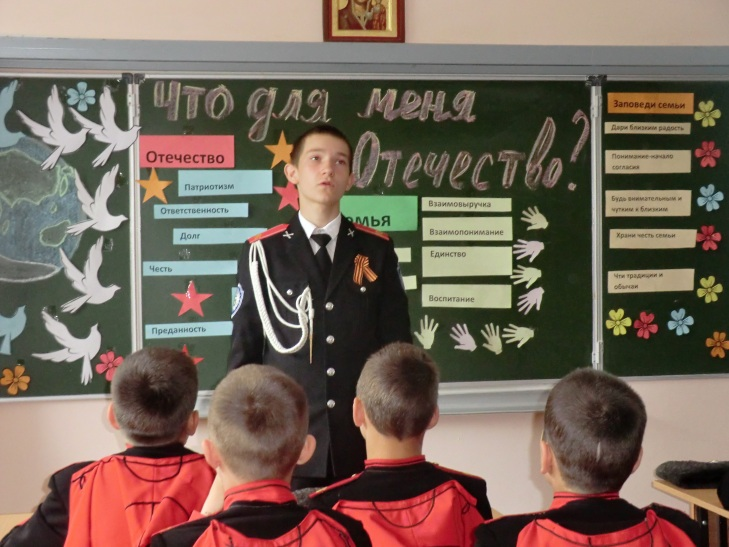 Что для меня
Отечество?
Отечество
Патриотизм
Ответственность
Долг
Честь
Преданность
емья
Взаимовыручка
Взаимопонимание
Единство
Воспитание
Заповеди семьи
Дари близким радость
Понимание-начало
согласия
Будь внимательным и
чутким к близким
Храни честь семьи
Чти традиции и
обычаи